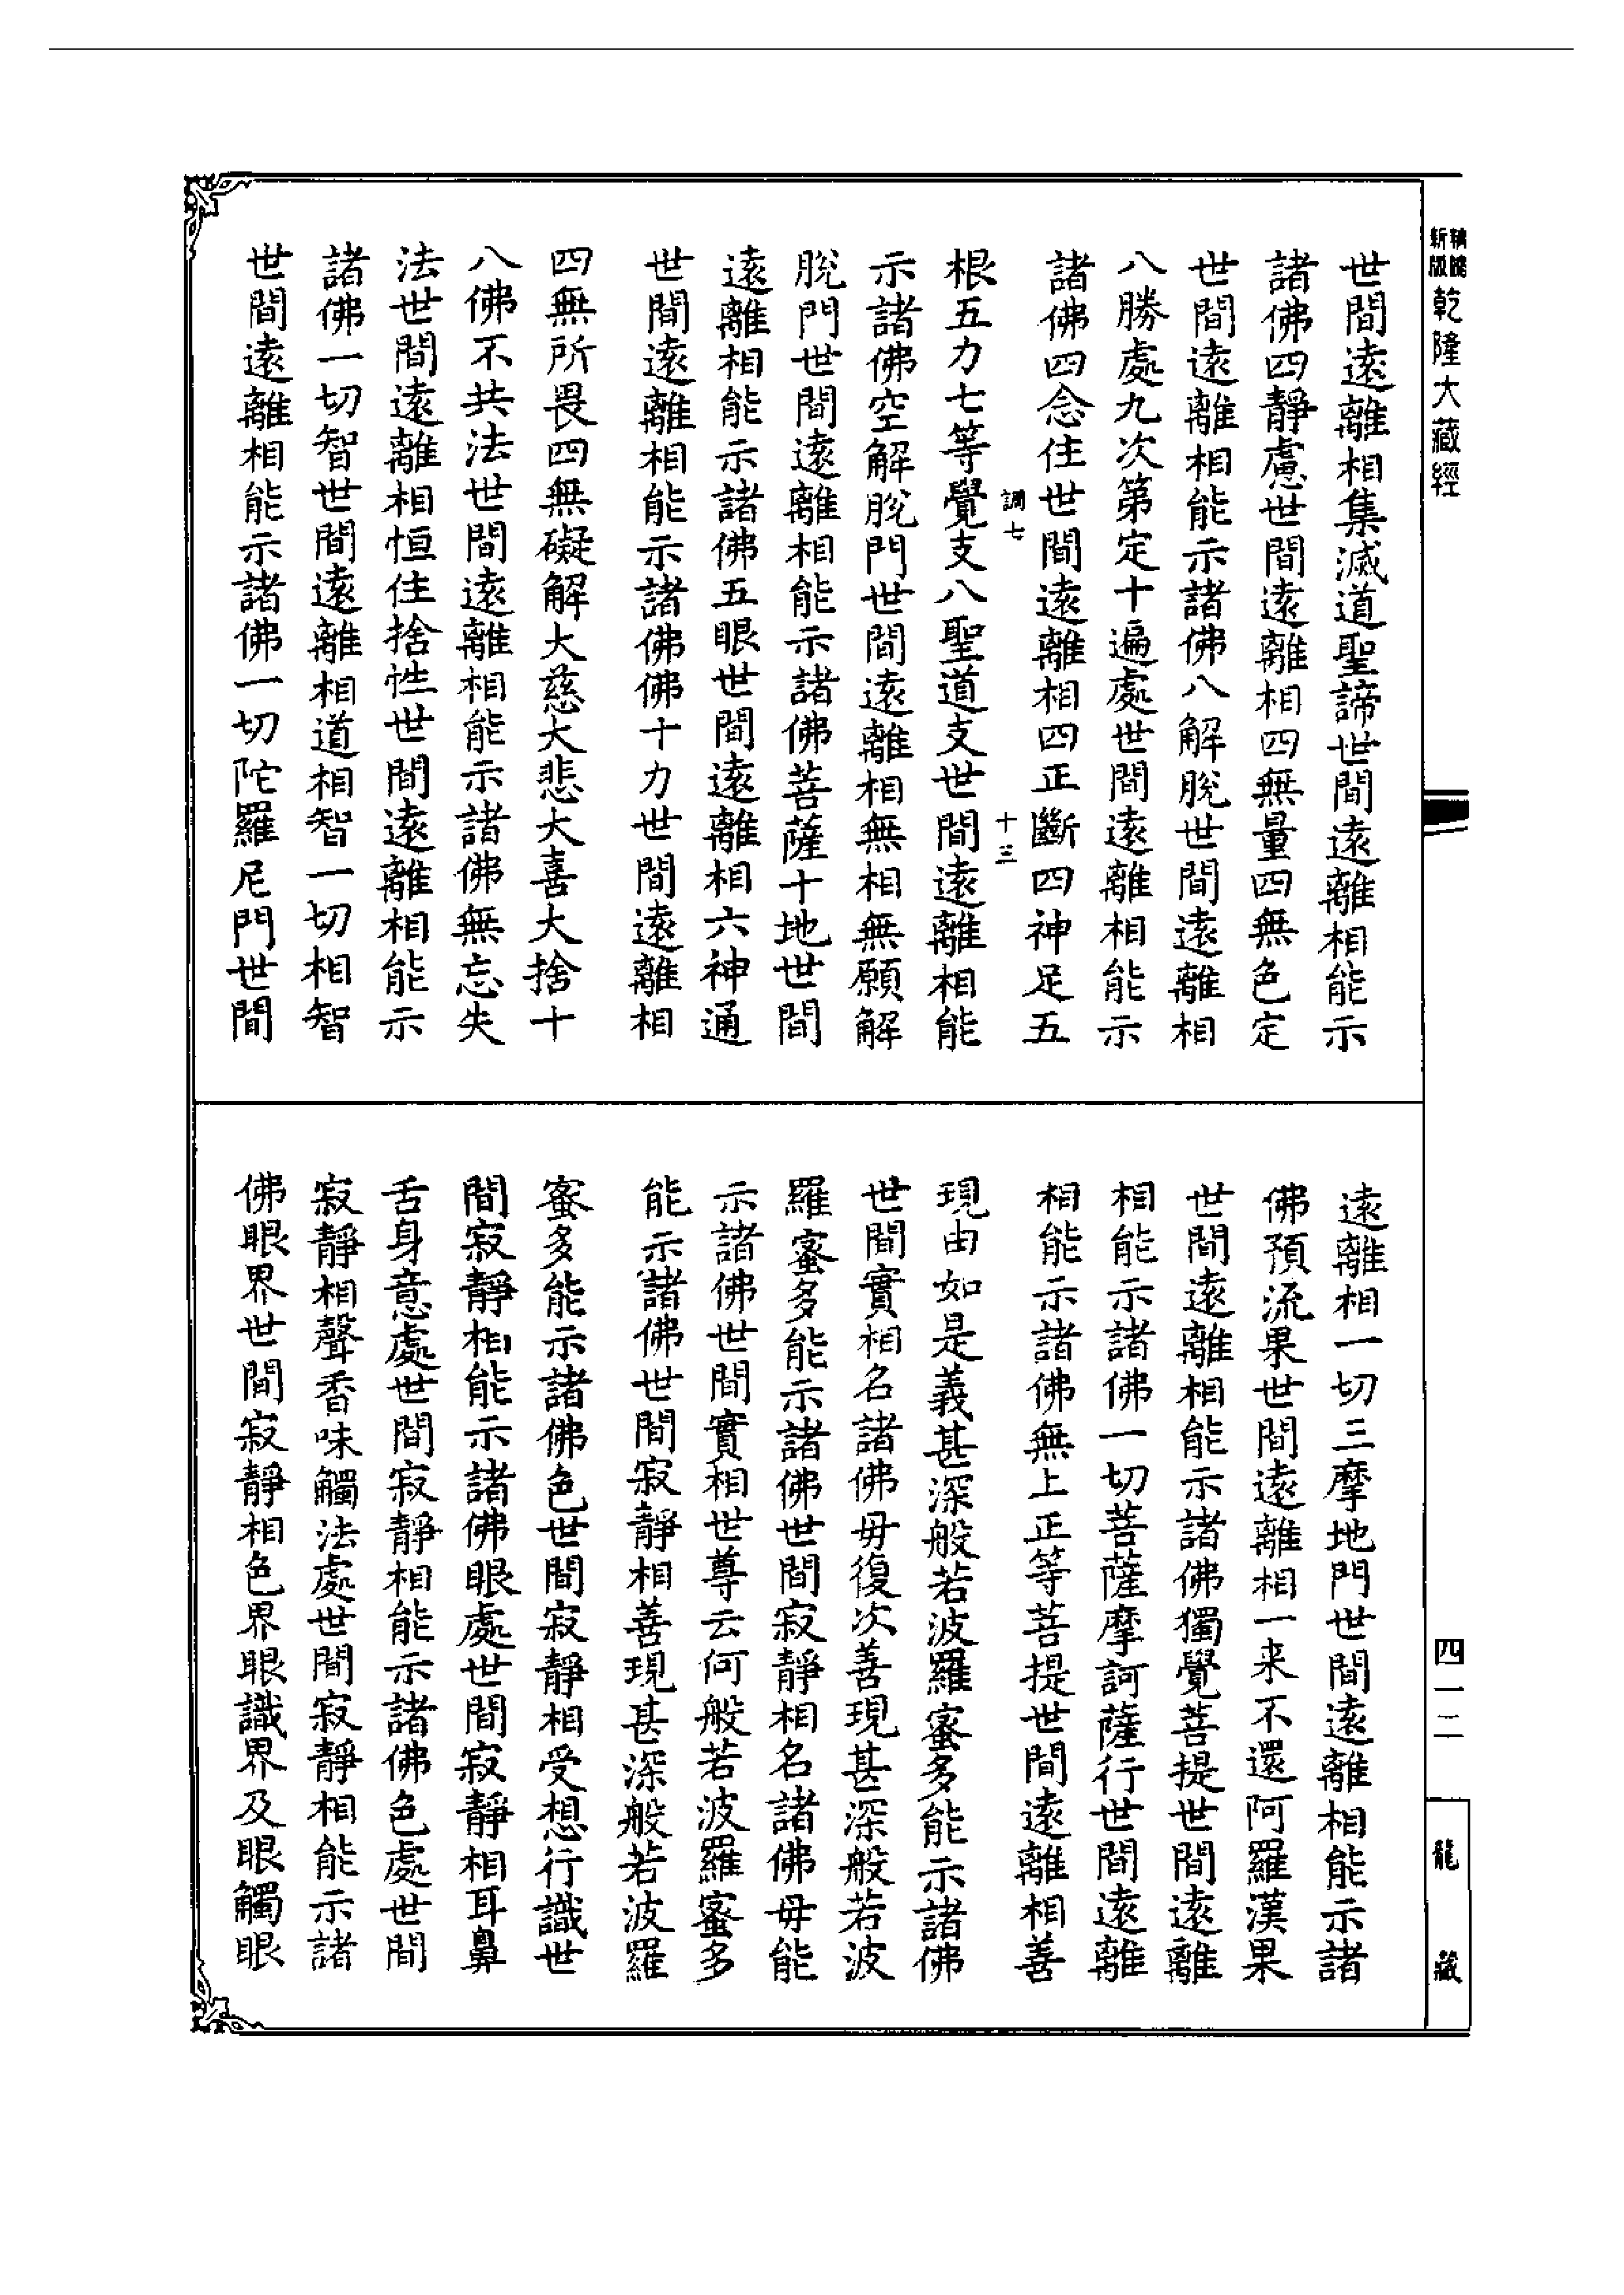 新版
乾隆大藏經
世間遠離相集滅道聖諦世間遠離相能示
諸佛四靜慮世間遠離相四無量四無色定
世間遠離相能示諸佛八解脫世間遠離相
八勝處九次第定十遍處世間遠離相能示
諸佛四念住世間遠離相四正斷四神足五
調七
十三
根五力七等覺支八聖道支世間遠離相能
示諸佛空解脫門世間遠離相無相無願解
脫門世間遠離相能示諸佛菩薩十地世間
遠離相能示諸佛五眼世間遠離相六神通
世間遠離相能示諸佛佛十力世間遠離相
四無所畏四無礙解大慈大悲大喜大捨十
八佛不共法世間遠離相能示諸佛無忘失
法世間遠離相恒住捨性世間遠離相能示
諸佛一切智世間遠離相道相智一切相智
世間遠離相能示諸佛一切陀羅尼門世間
遠離相一切三摩地門世間遠離相能示諸
佛預流果世間遠離相一来不還阿羅漢果
世間遠離相能示諸佛獨覺菩提世間遠離
相能示諸佛一切菩薩摩訶薩行世間遠離
相能示諸佛無上正等菩提世間遠離相善
現由如是義甚深般若波羅蜜多能示諸佛
世間實相名諸佛毋復次善現甚深般若波
羅蜜多能示諸佛世間寂靜相名諸佛毋能
示諸佛世間實相世尊云何般若波羅蜜多
能示諸佛世間寂靜相善現甚深般若波羅
蜜多能示諸佛色世間寂靜相受想行識世
間寂靜相能示諸佛眼處世間寂靜相耳鼻
舌身意處世間寂靜相能示諸佛色處世間
寂靜相聲香味觸法處世間寂靜相能示諸
佛眼界世間寂靜相色界眼識界及眼觸眼
四一二
龍藏